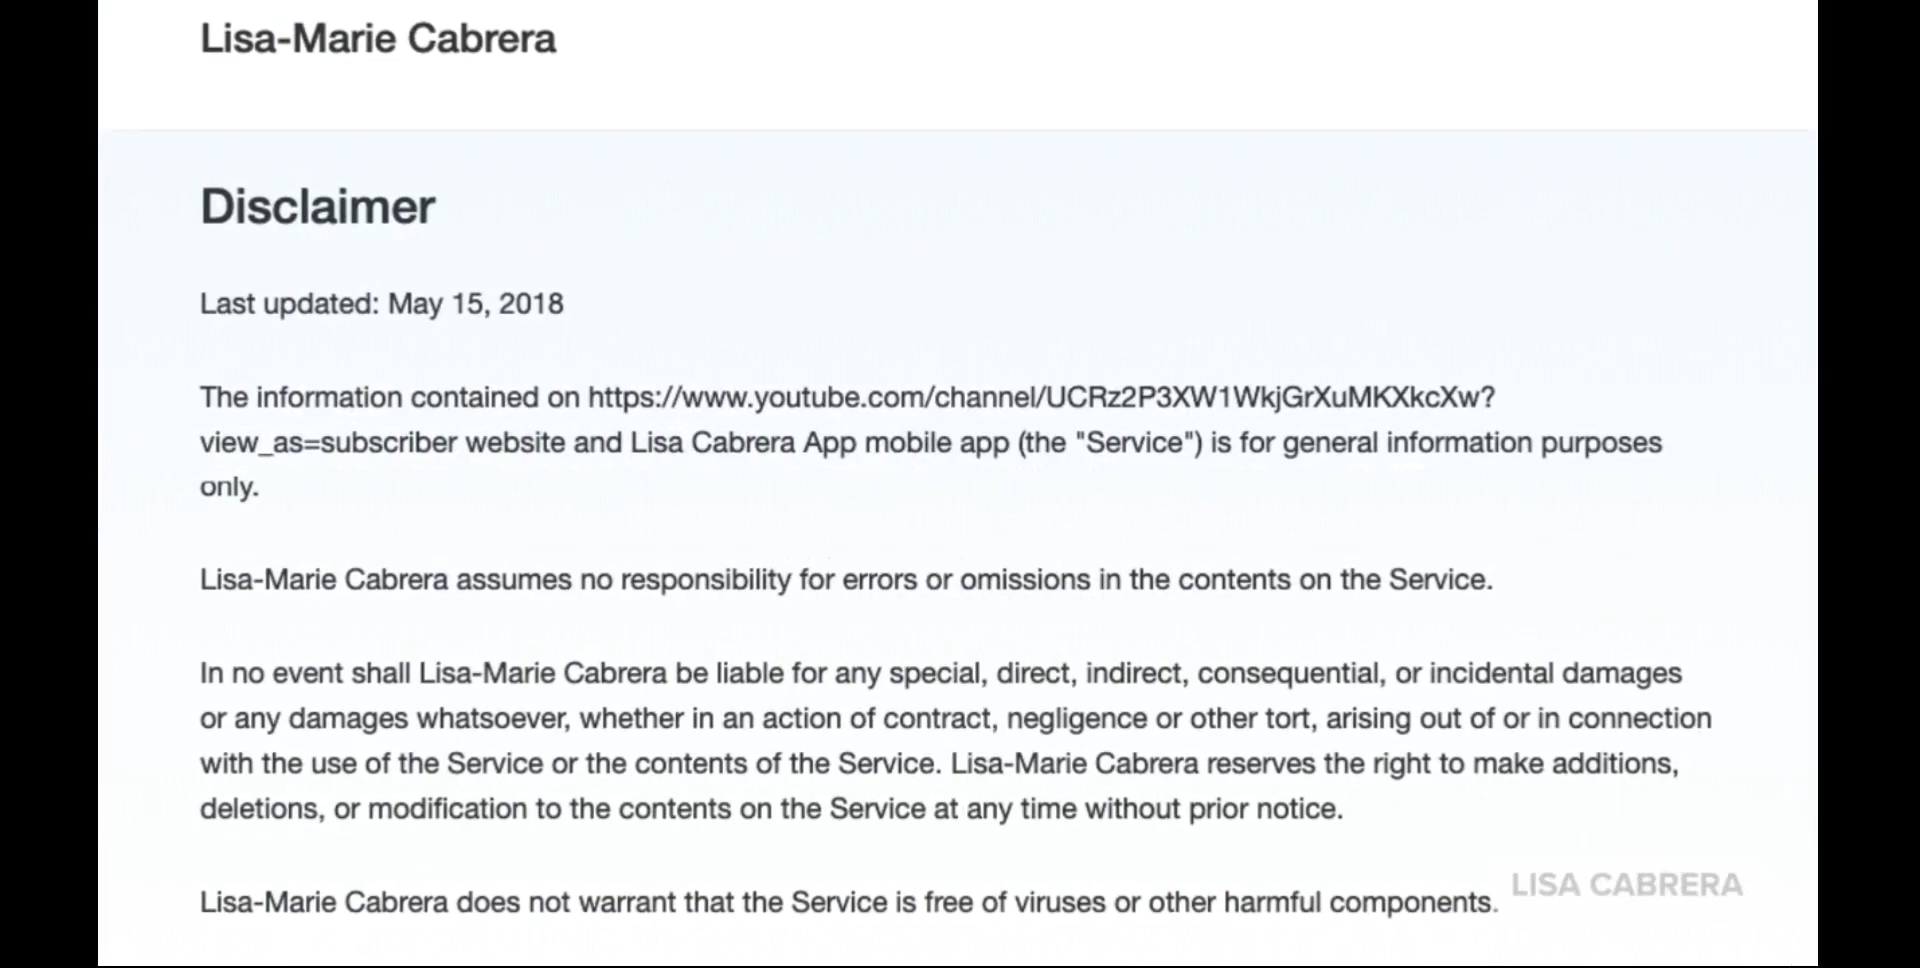 Lisa-Marie Cabrera
Disclaimer
Last updated: May 15, 2018
The information contained on https://www.youtube.com/channel/UCRz2P3XW1WkjGrXuMKXkcXw?
view_as=subscriber website and Lisa Cabrera App mobile app (the "Service") is for general information purposes
only.
Lisa-Marie Cabrera assumes no responsibility for errors or omissions in the contents on the Service.
In no event shall Lisa-Marie Cabrera be liable for any special, direct, indirect, consequential, or incidental damages
or any damages whatsoever, whether in an action of contract, negligence or other tort, arising out of or in connection
with the use of the Service or the contents of the Service. Lisa-Marie Cabrera reserves the right to make additions,
deletions, or modification to the contents on the Service at any time without prior notice.
Lisa-Marie Cabrera does not warrant that the Service is free of viruses or other harmful components.
LISA CABRERA